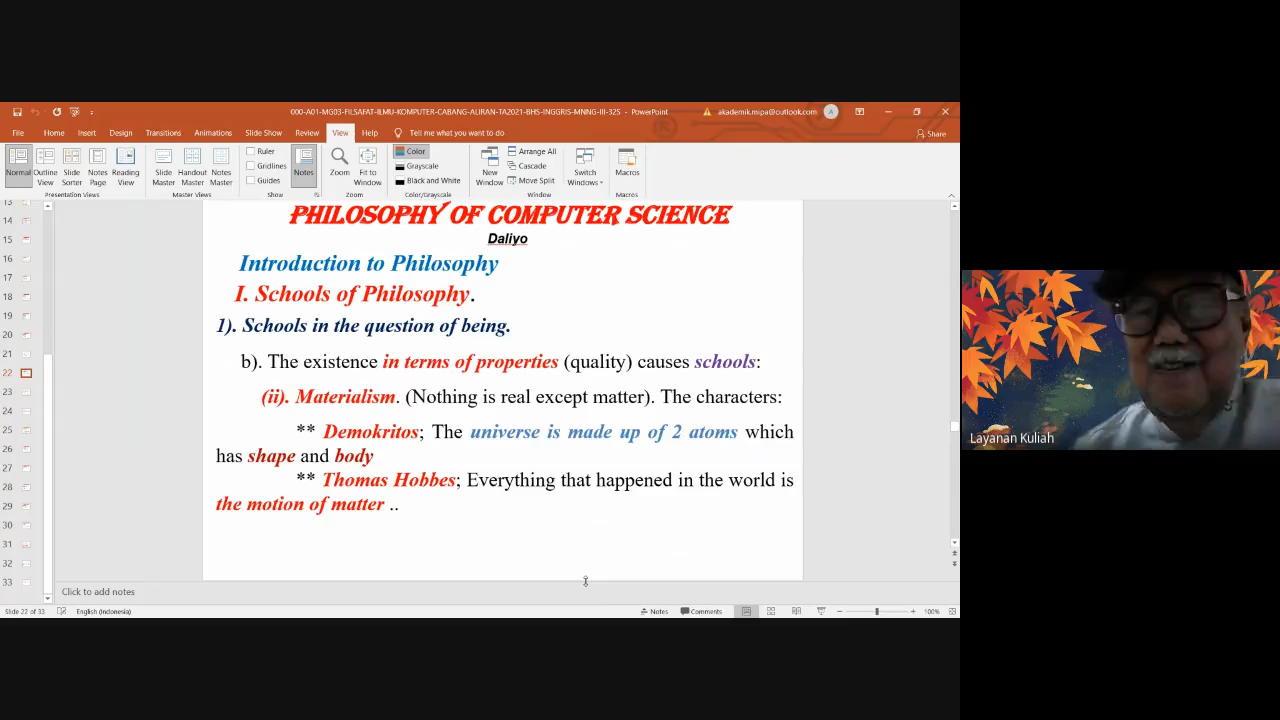 000-A01-MG03-FILSAFAT-ILMU-KOMPUTER-CABANG-ALIRAN-TA2021-BHS-INGGRIS-MNNG-III-32S - PowerPoint
akademik.mipa@outlook.com
A
File Home Insert Design Transitions Animations Slide Show Review View Help Tell me what you want to do
Share
Normal
Outline View
Slide Sorter
Notes Page
Reading View
Presentation Views
Slide Master
Handout Master
Notes Master
Master Views
Ruler
Gridlines
Guides
Show
Notes
Zoom
Fit to Window
Zoom
Color
Grayscale
Black and White
Color/Grayscale
New Window
Arrange All
Cascade
Move Split
Window
Switch Windows
Macros
Macros
13
14
15
16
17
18
19
20
21
22
23
24
25
26
27
28
29
30
31
32
33
PHILOSOPHY OF COMPUTER SCIENCE
Daliyo
Introduction to Philosophy
I. Schools of Philosophy.
1). Schools in the question of being.
b). The existence in terms of properties (quality) causes schools:
(ii). Materialism. (Nothing is real except matter). The characters:
** Demokritos; The universe is made up of 2 atoms which
has shape and body
** Thomas Hobbes; Everything that happened in the world is
the motion of matter ..
Click to add notes
Slide 22 of 33 English (Indonesia) Notes Comments 100%
Layanan Kuliah